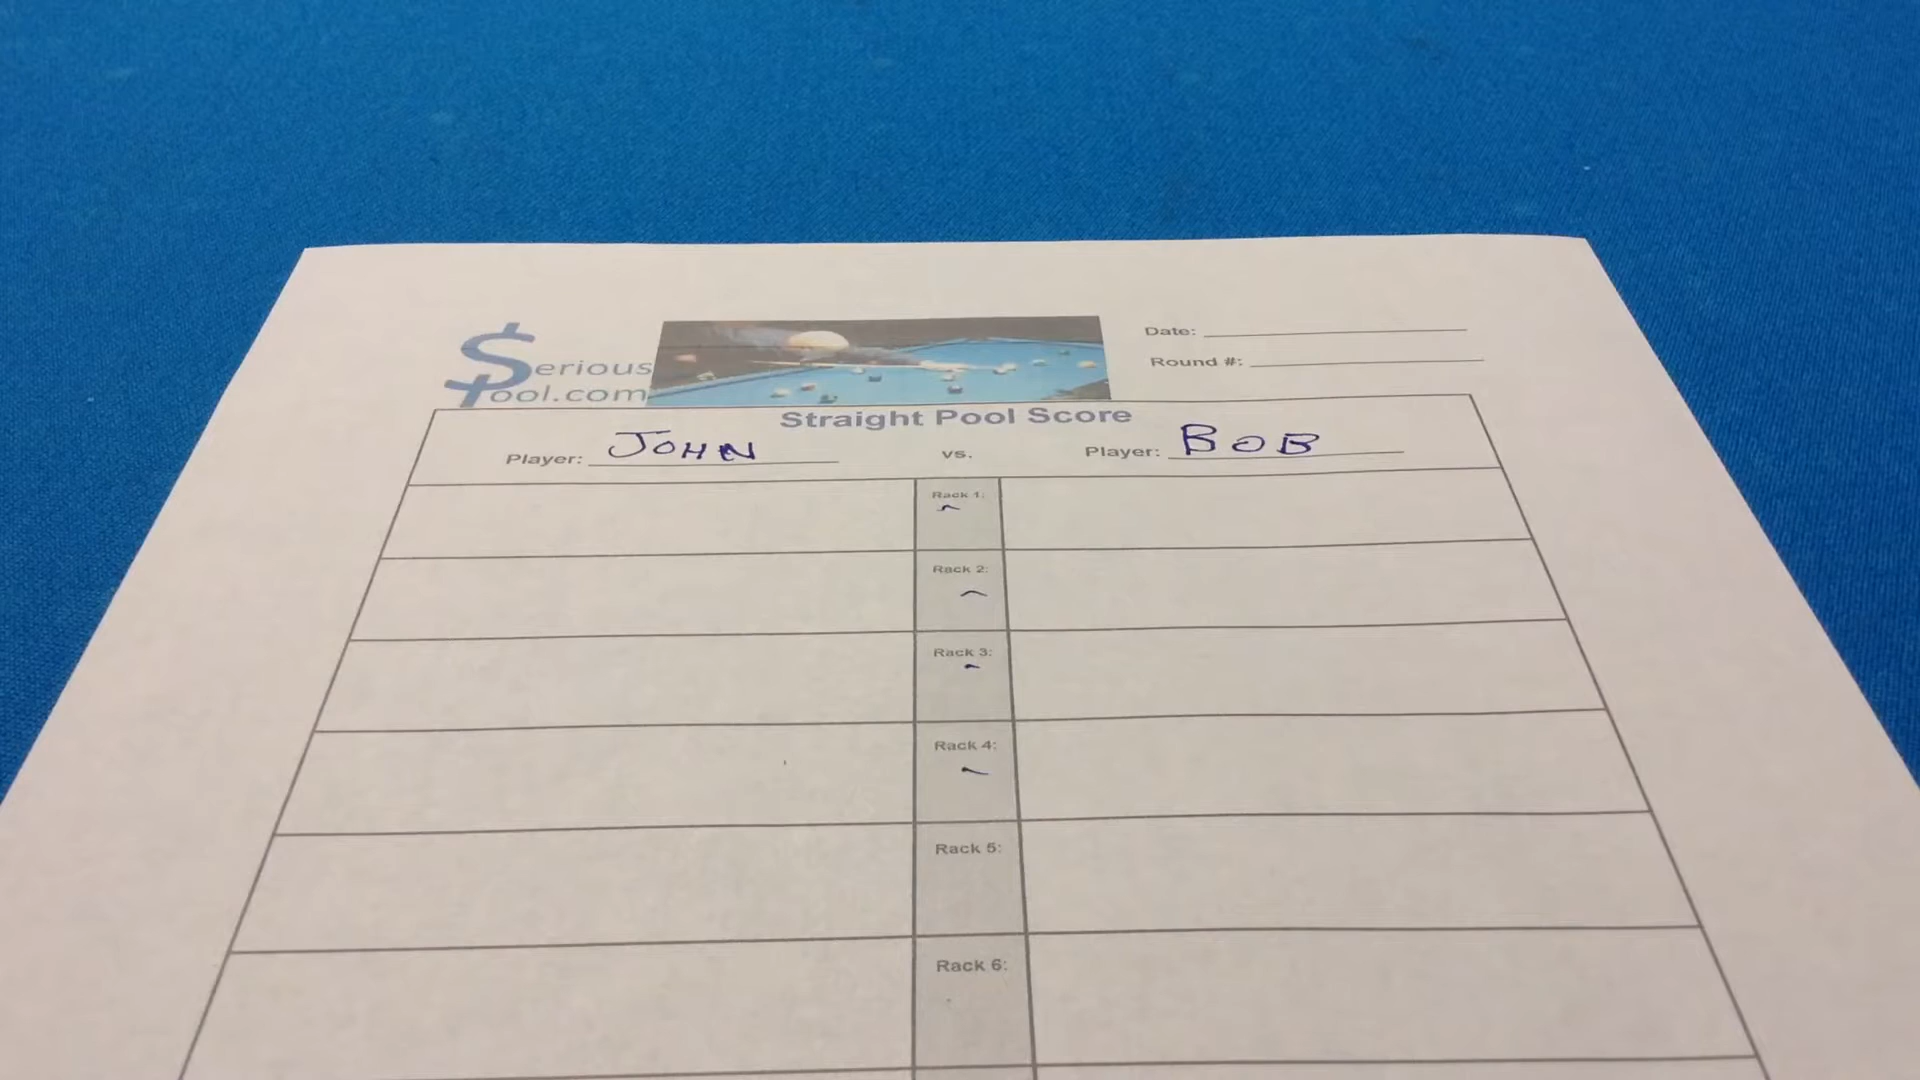 $erious
Pool.com
Date:
Round #:
Straight Pool Score
Player: JOHN vs. Player: BOB
Rack 1:
Rack 2:
Rack 3:
Rack 4:
Rack 5:
Rack 6: